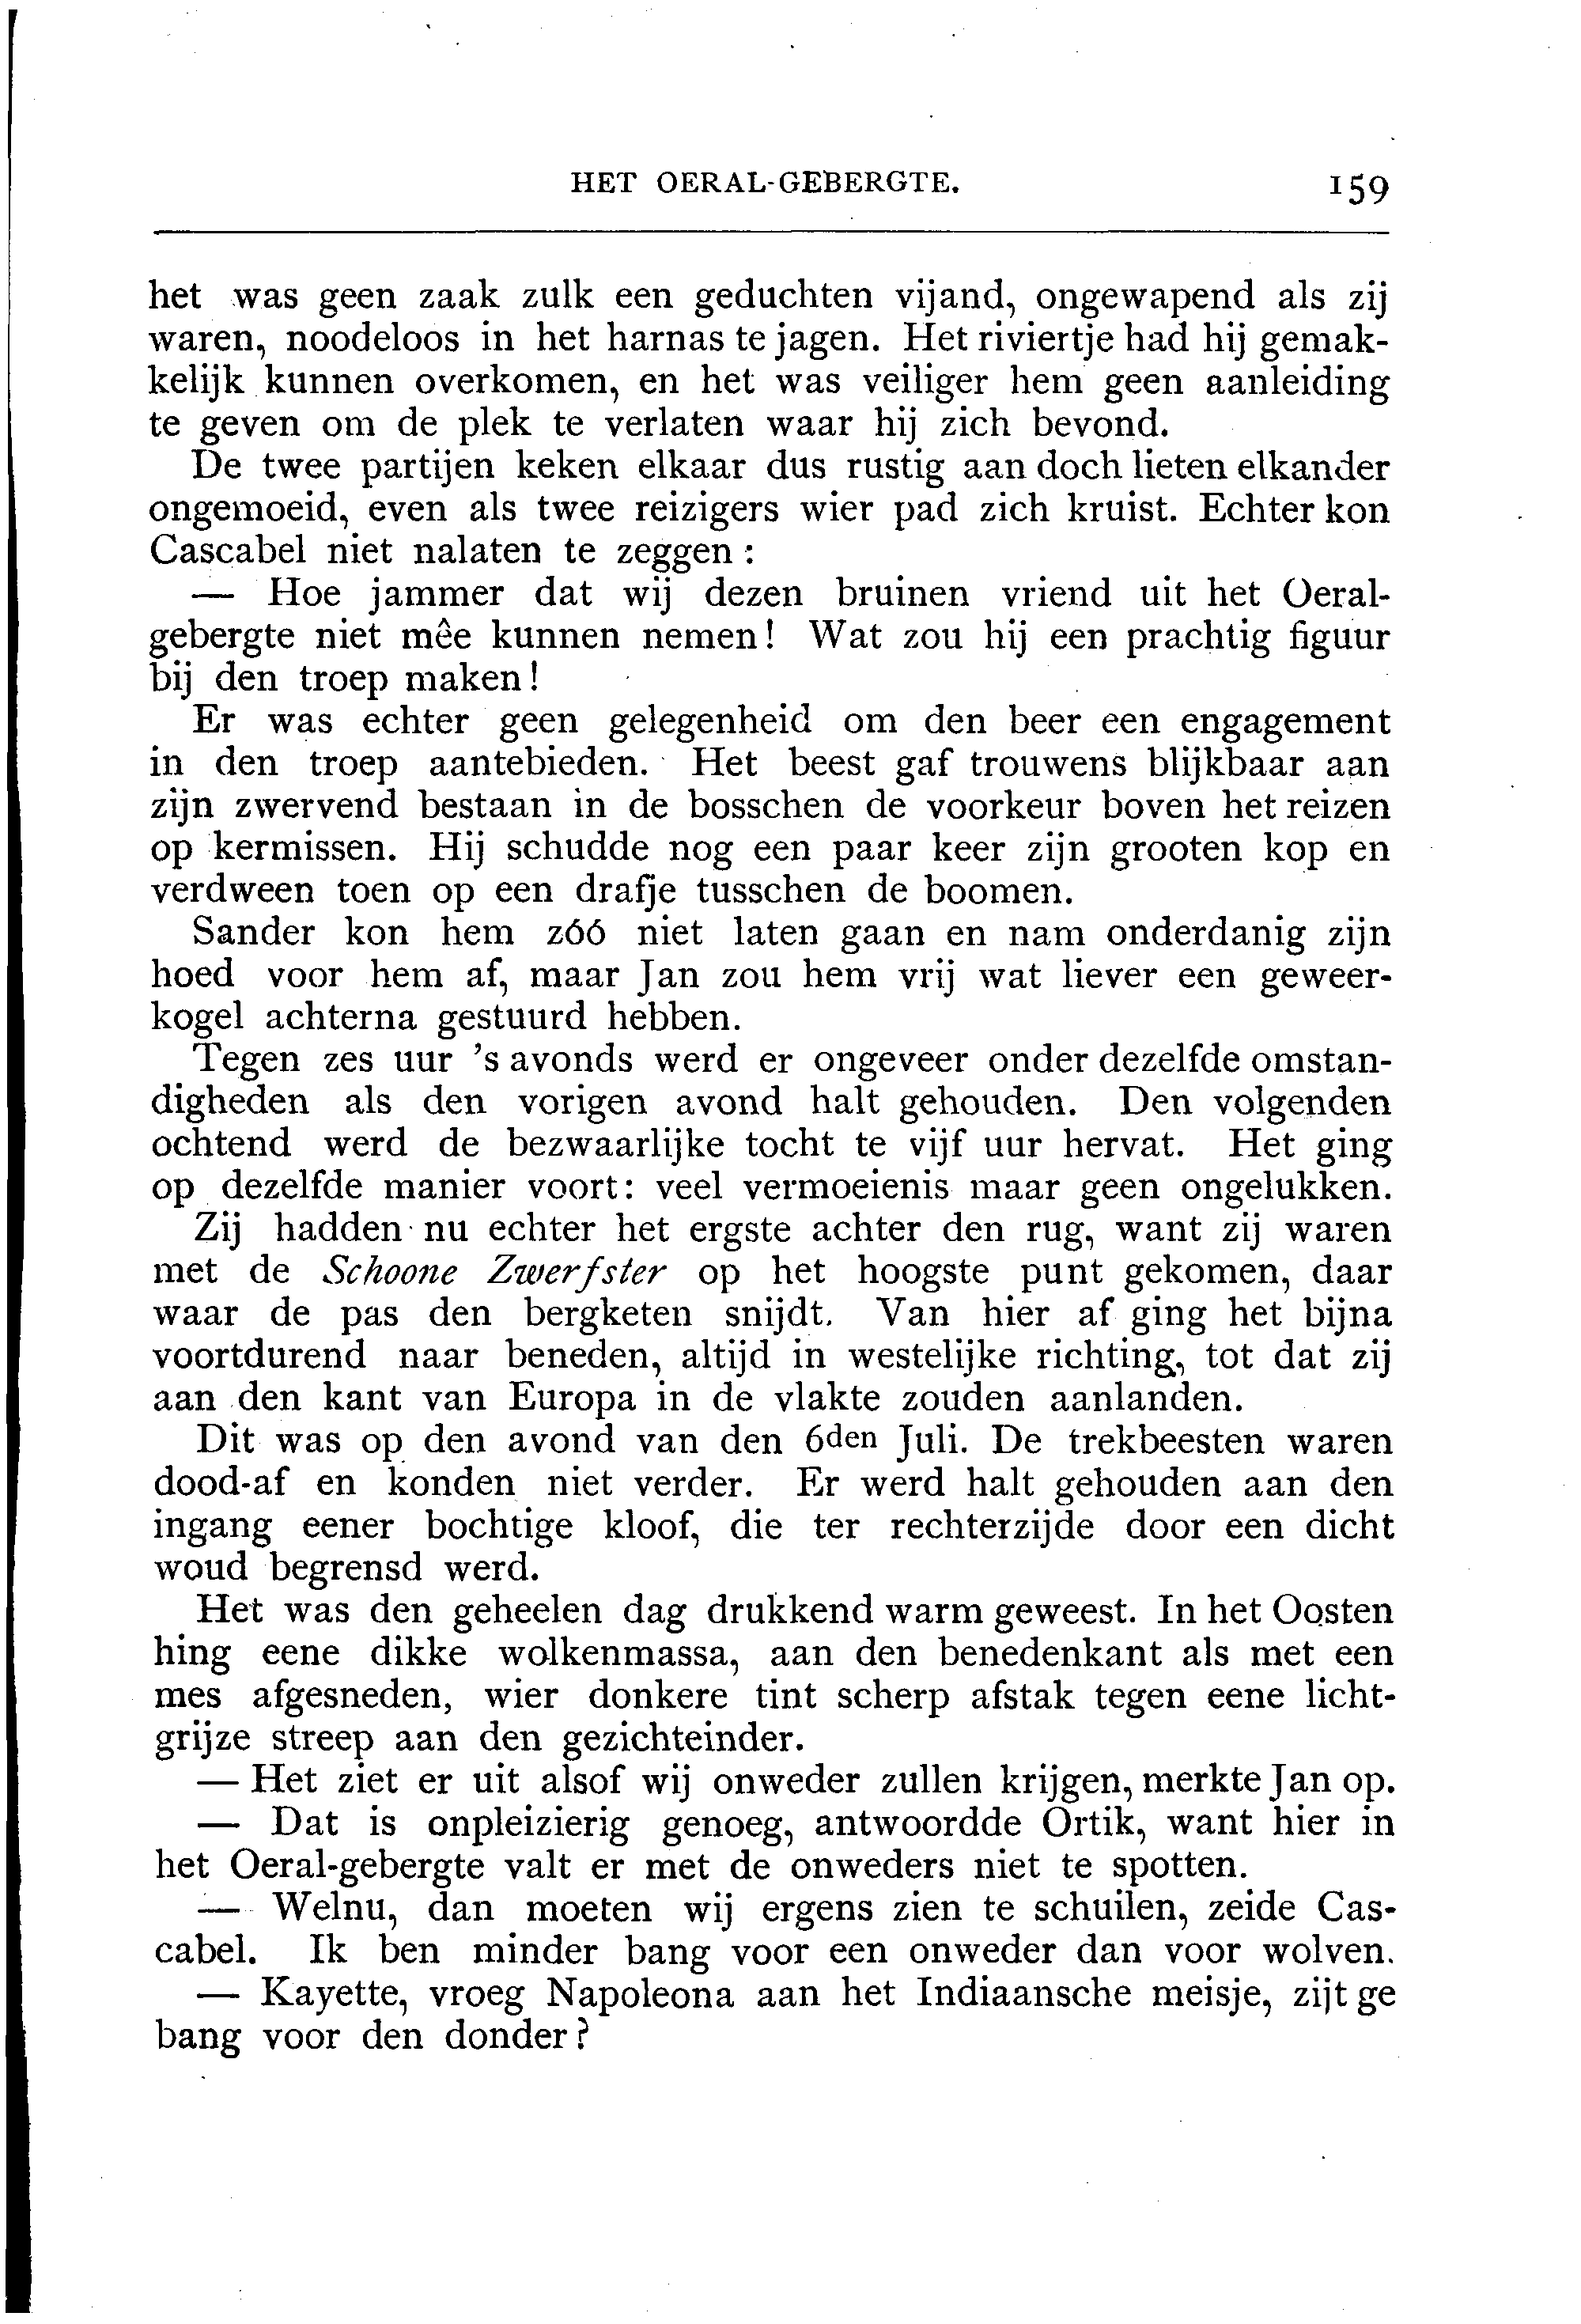 HET OERAL-GEBERGTE. 159
het was geen zaak zulk een geduchten vijand, ongewapend als zij
waren, noodeloos in het harnas te jagen. Het riviertje had hij gemak-
kelijk kunnen overkomen, en het was veiliger hem geen aanleiding
te geven om de plek te verlaten waar hij zich bevond.
De twee partijen keken elkaar dus rustig aan doch lieten elkander
ongemoeid, even als twee reizigers wier pad zich kruist. Echter kon
Cascabel niet nalaten te zeggen:
— Hoe jammer dat wij dezen bruinen vriend uit het Oeral-
gebergte niet mêe kunnen nemen! Wat zou hij een prachtig figuur
bij den troep maken!
Er was echter geen gelegenheid om den beer een engagement
in den troep aantebieden. Het beest gaf trouwens blijkbaar aan
zijn zwervend bestaan in de bosschen de voorkeur boven het reizen
op kermissen. Hij schudde nog een paar keer zijn grooten kop en
verdween toen op een drafje tusschen de boomen.
Sander kon hem zóó niet laten gaan en nam onderdanig zijn
hoed voor hem af, maar Jan zou hem vrij wat liever een geweer-
kogel achterna gestuurd hebben.
Tegen zes uur 's avonds werd er ongeveer onder dezelfde omstan-
digheden als den vorigen avond halt gehouden. Den volgenden
ochtend werd de bezwaarlijke tocht te vijf uur hervat. Het ging
op dezelfde manier voort: veel vermoeienis maar geen ongelukken.
Zij hadden nu echter het ergste achter den rug, want zij waren
met de Schoone Zwerfster op het hoogste punt gekomen, daar
waar de pas den bergketen snijdt. Van hier af ging het bijna
voortdurend naar beneden, altijd in westelijke richting, tot dat zij
aan den kant van Europa in de vlakte zouden aanlanden.
Dit was op den avond van den 6den Juli. De trekbeesten waren
dood-af en konden niet verder. Er werd halt gehouden aan den
ingang eener bochtige kloof, die ter rechterzijde door een dicht
woud begrensd werd.
Het was den geheelen dag drukkend warm geweest. In het Oosten
hing eene dikke wolkenmassa, aan den benedenkant als met een
mes afgesneden, wier donkere tint scherp afstak tegen eene licht-
grijze streep aan den gezichteinder.
— Het ziet er uit alsof wij onweder zullen krijgen, merkte Jan op.
— Dat is onpleizierig genoeg, antwoordde Ortik, want hier in
het Oeral-gebergte valt er met de onweders niet te spotten.
— Welnu, dan moeten wij ergens zien te schuilen, zeide Cas-
cabel. Ik ben minder bang voor een onweder dan voor wolven.
— Kayette, vroeg Napoleona aan het Indiaansche meisje, zijt ge
bang voor den donder?